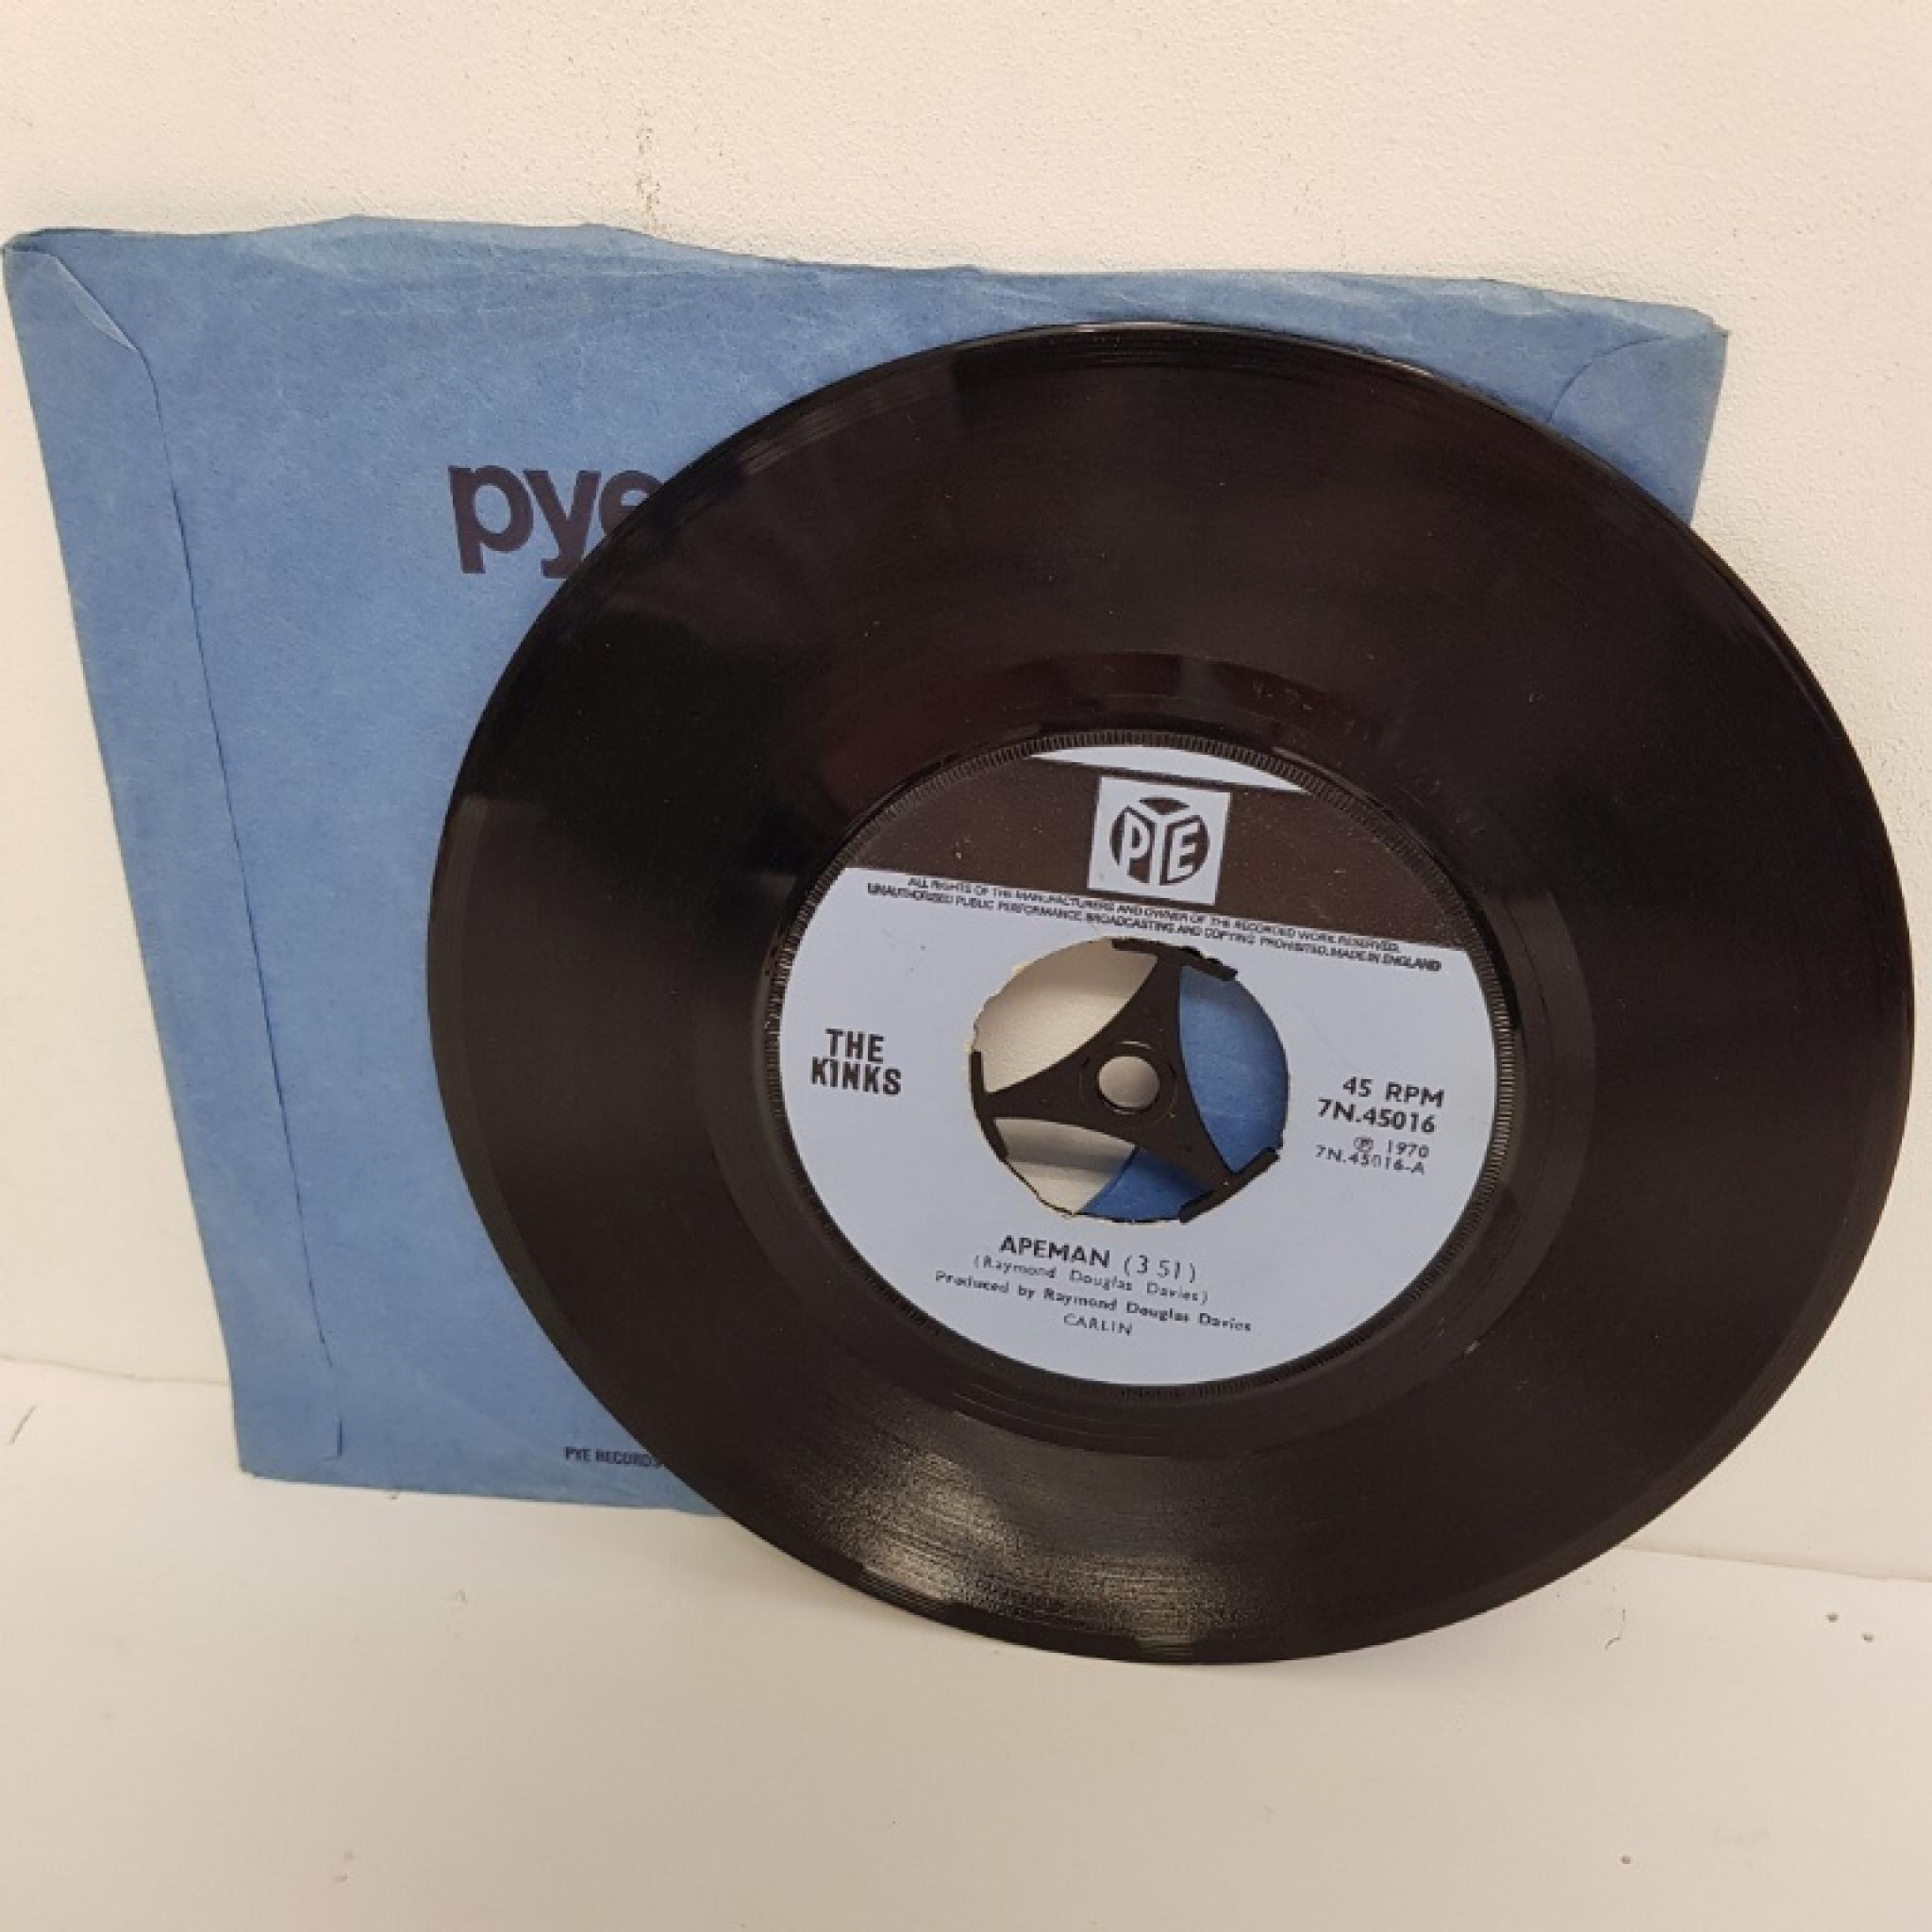 pye
PYE
ALL RIGHTS OF THE MANUFACTURERS AND OWNER OF THE RECORDED WORK RESERVED.
UNAUTHORISED PUBLIC PERFORMANCE, BROADCASTING AND COPYING PROHIBITED. MADE IN ENGLAND
THE
KINKS
45 RPM
7N.45016
℗ 1970
7N.45016-A
APEMAN (3 51)
(Raymond Douglas Davies)
Produced by Raymond Douglas Davies
CARLIN
PYE RECORDS